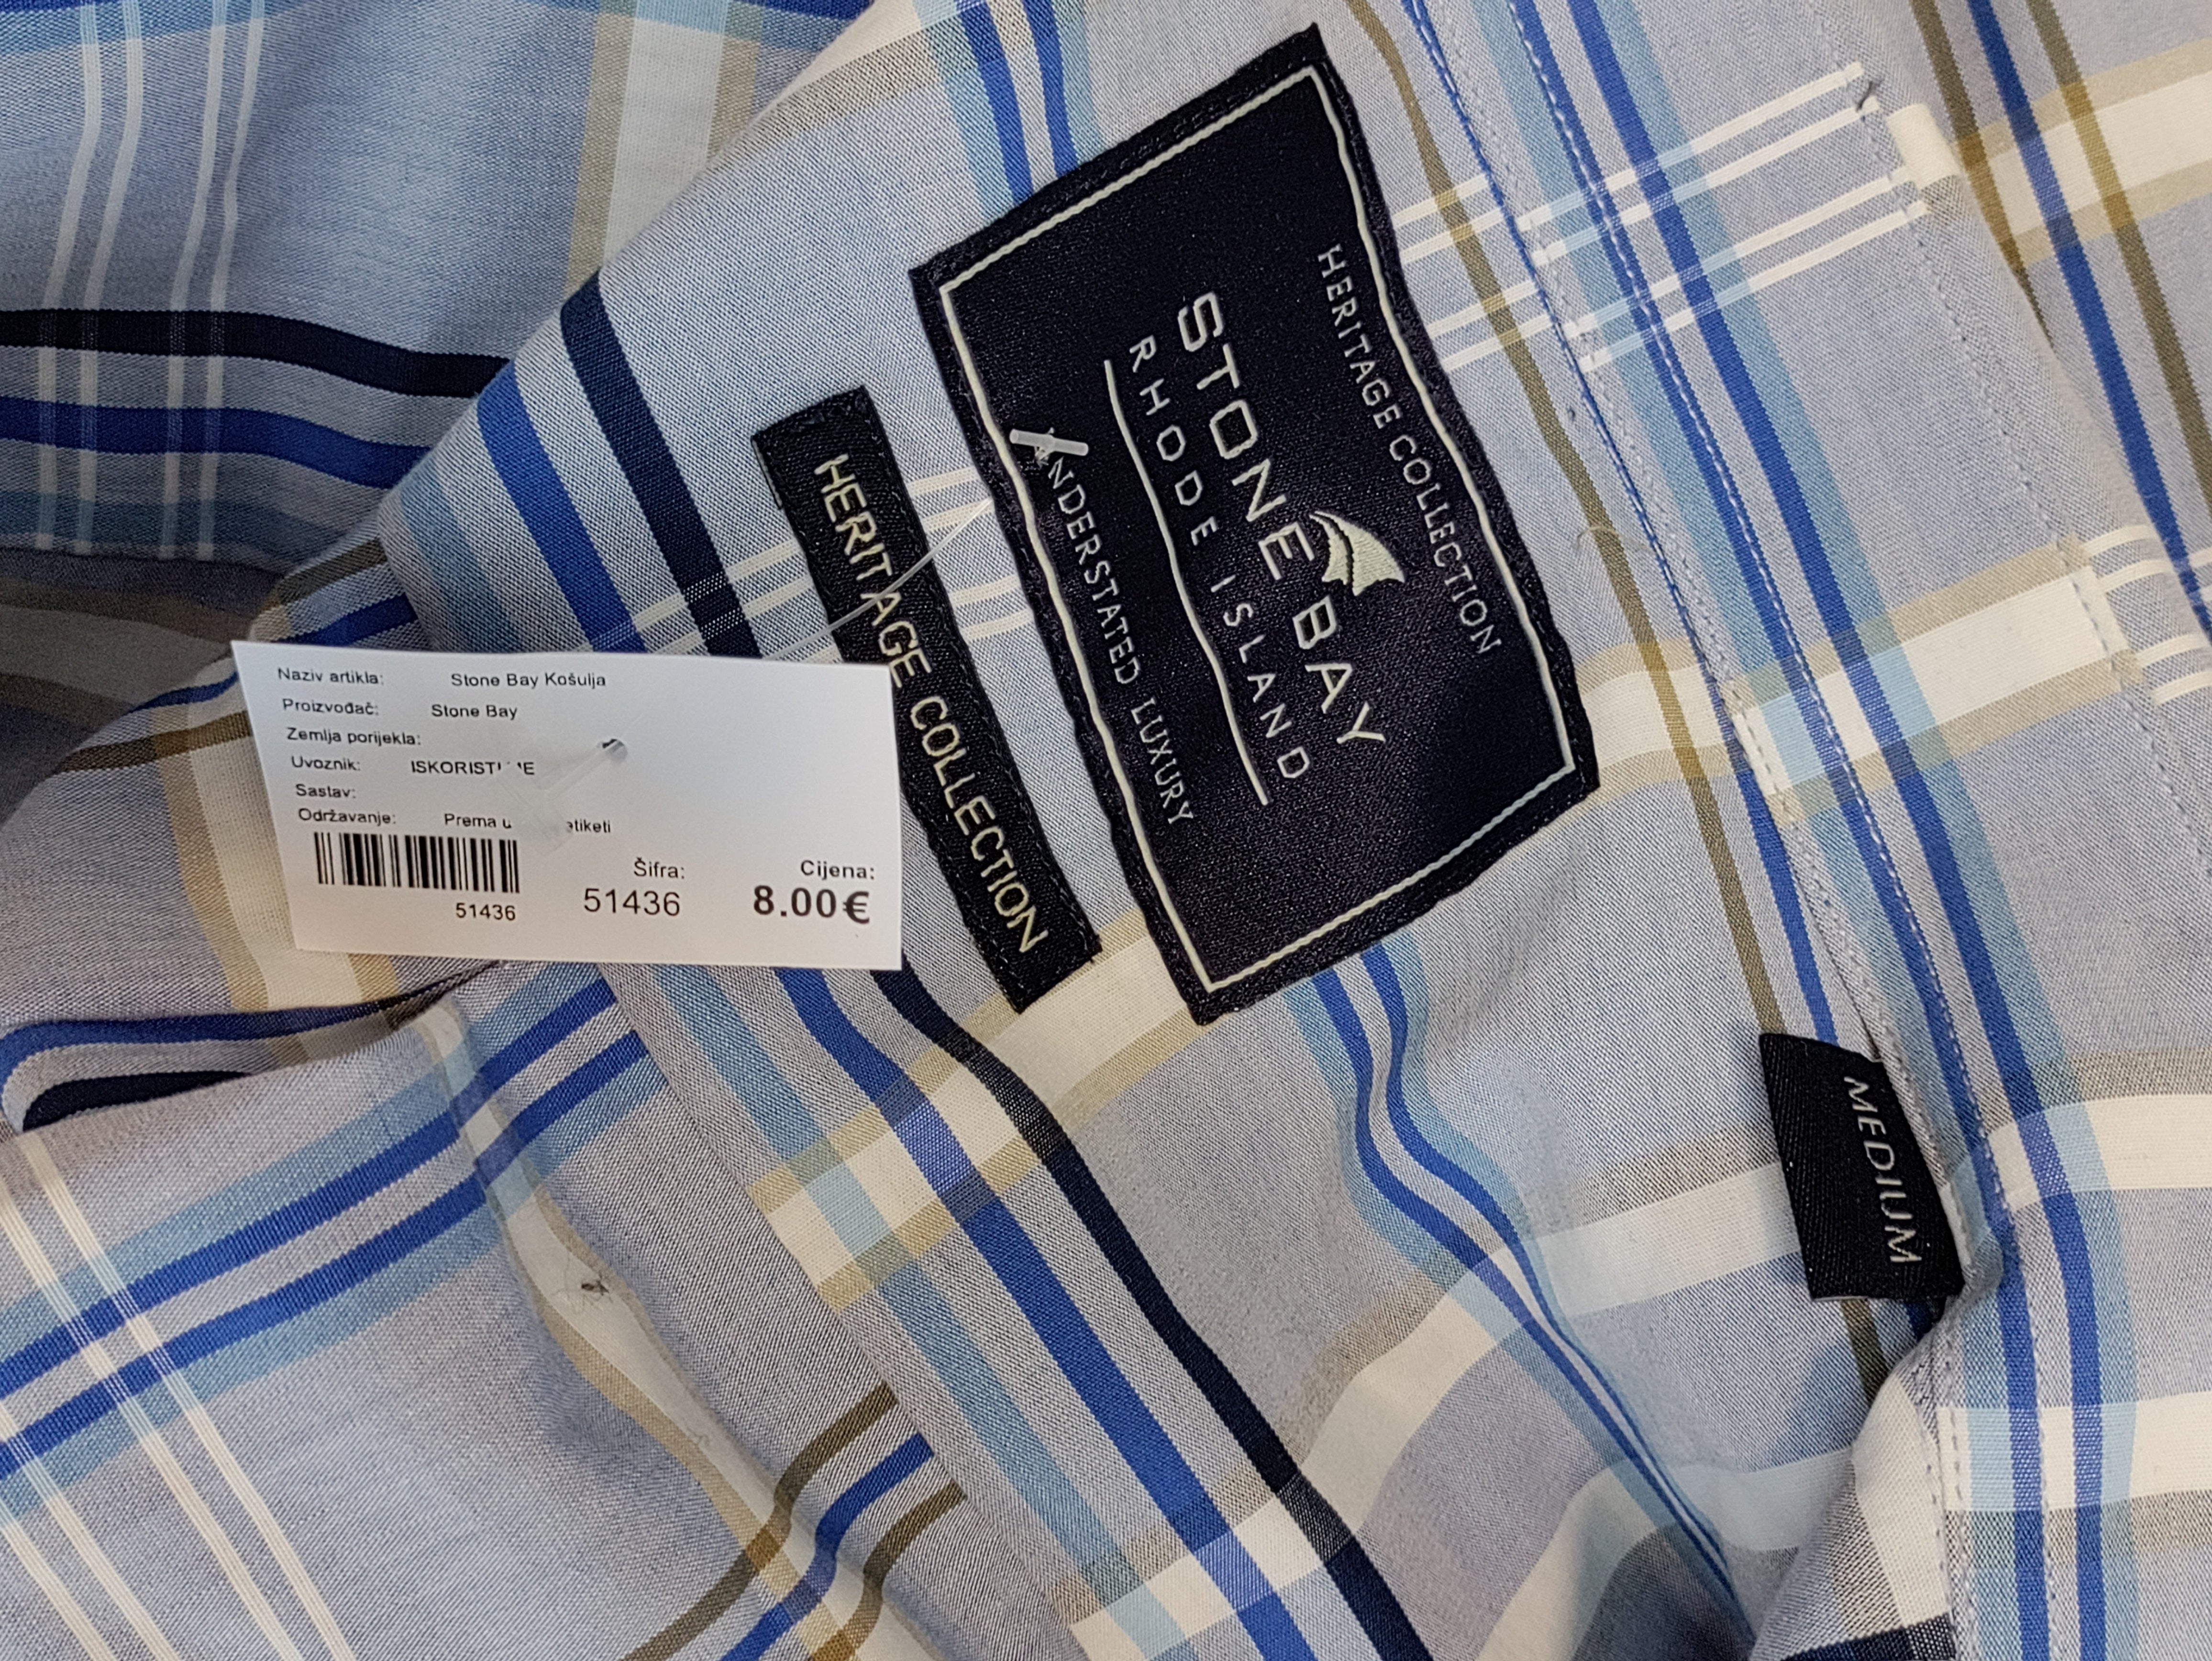 HERITAGE COLLECTION
STONE BAY
RHODE ISLAND
UNDERSTATED LUXURY
HERITAGE COLLECTION
MEDIUM
Naziv artikla: Stone Bay Košulja
Proizvođač: Stone Bay
Zemlja porijekla:
Uvoznik:
Sastav:
Održavanje: Prema
Šifra: Cijena:
51436 51436 8.00€